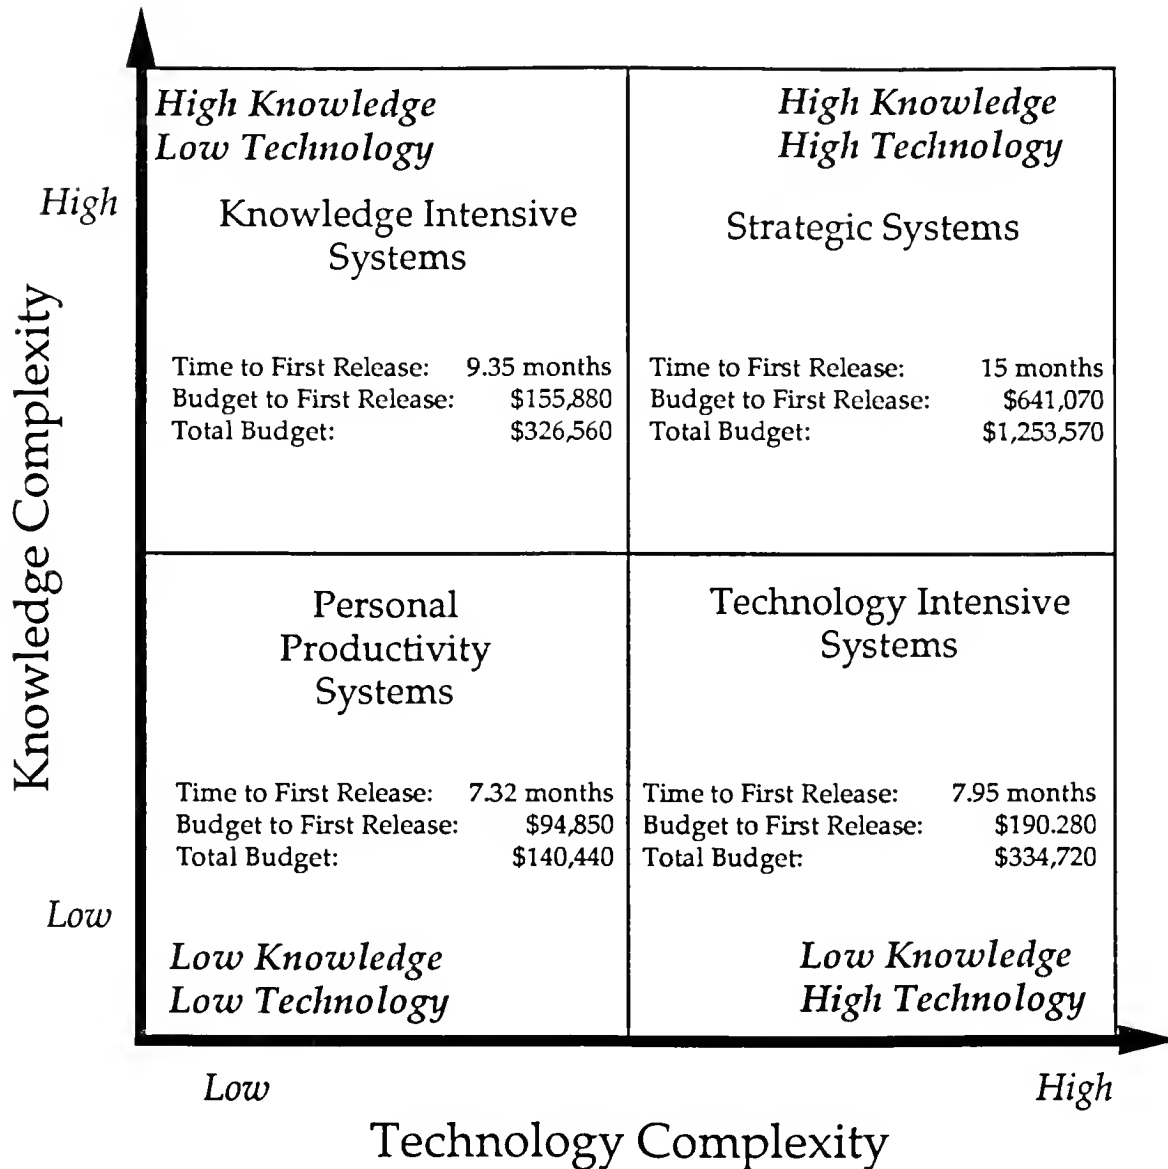 High Knowledge
Low Technology
High Knowledge
High Technology
High
Knowledge Intensive
Systems
Strategic Systems
Time to First Release: 9.35 months
Budget to First Release: $155,880
Total Budget: $326,560
Time to First Release: 15 months
Budget to First Release: $641,070
Total Budget: $1,253,570
Knowledge Complexity
Personal
Productivity
Systems
Technology Intensive
Systems
Time to First Release: 7.32 months
Budget to First Release: $94,850
Total Budget: $140,440
Time to First Release: 7.95 months
Budget to First Release: $190.280
Total Budget: $334,720
Low
Low Knowledge
Low Technology
Low Knowledge
High Technology
Low
High
Technology Complexity